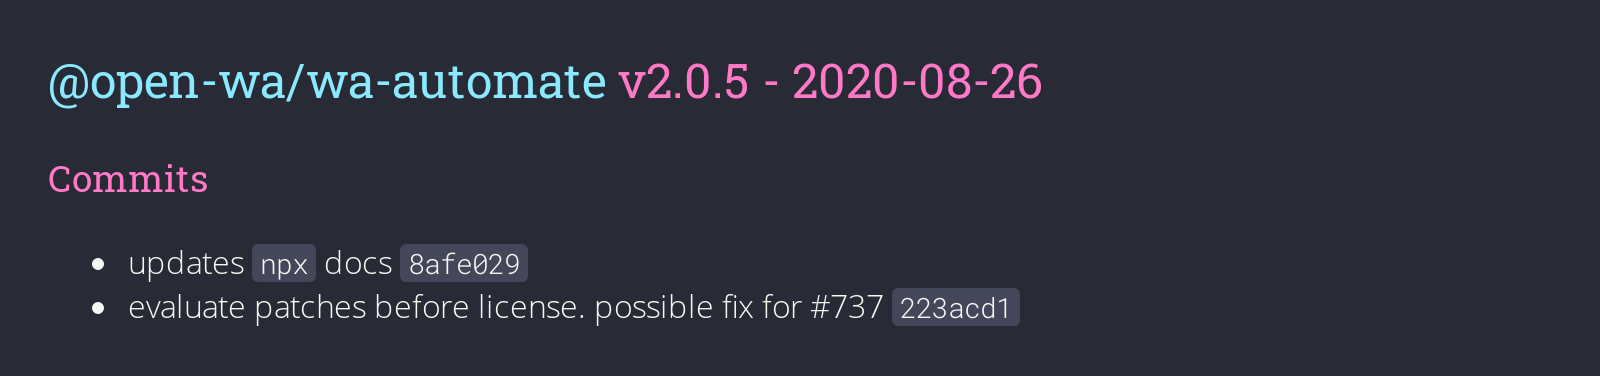 @open-wa/wa-automate v2.0.5 - 2020-08-26
Commits
updates npx docs 8afe029
evaluate patches before license. possible fix for #737 223acd1